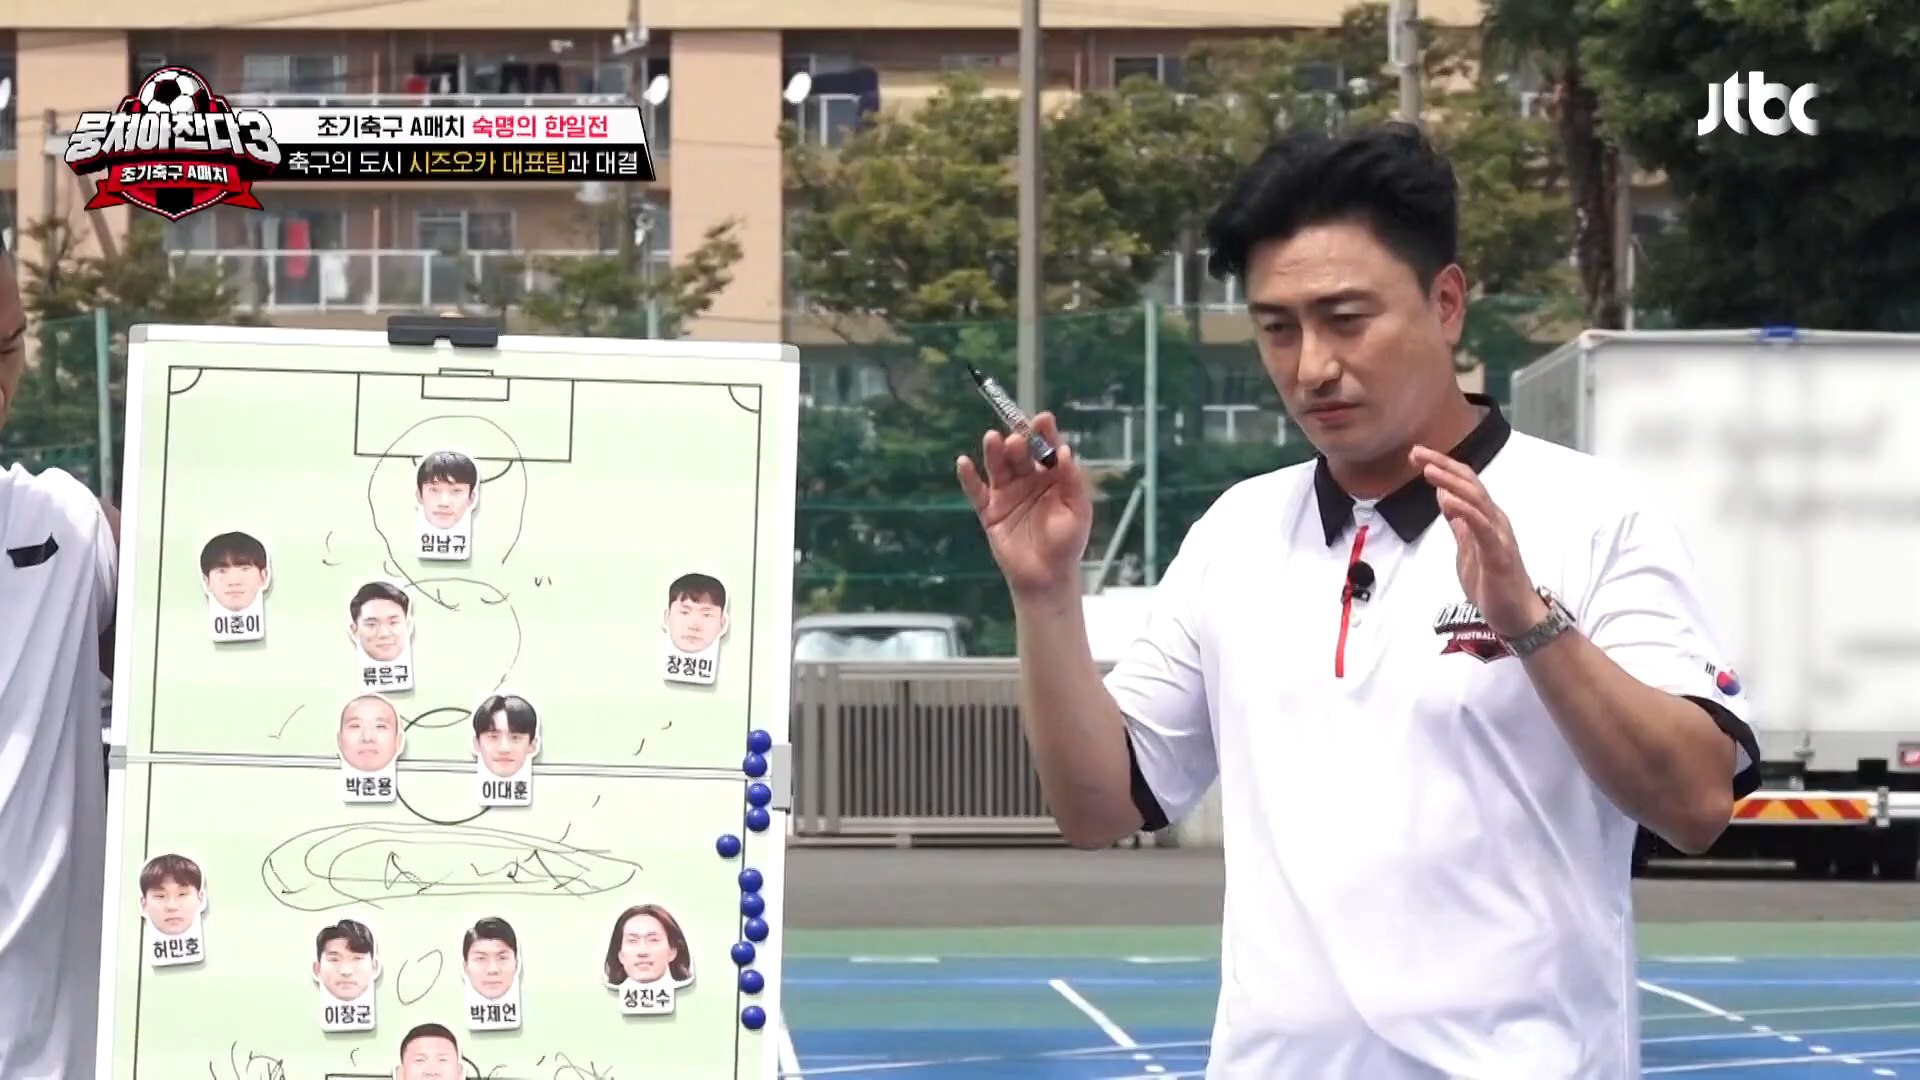 뭉쳐야찬다3
조기축구 A매치
조기축구 A매치 숙명의 한일전
축구의 도시 시즈오카 대표팀과 대결
jtbc
임남규
이준이
류은규
장정민
박준용
이대훈
허민호
이장군
박제언
성진수
FOOTBALL